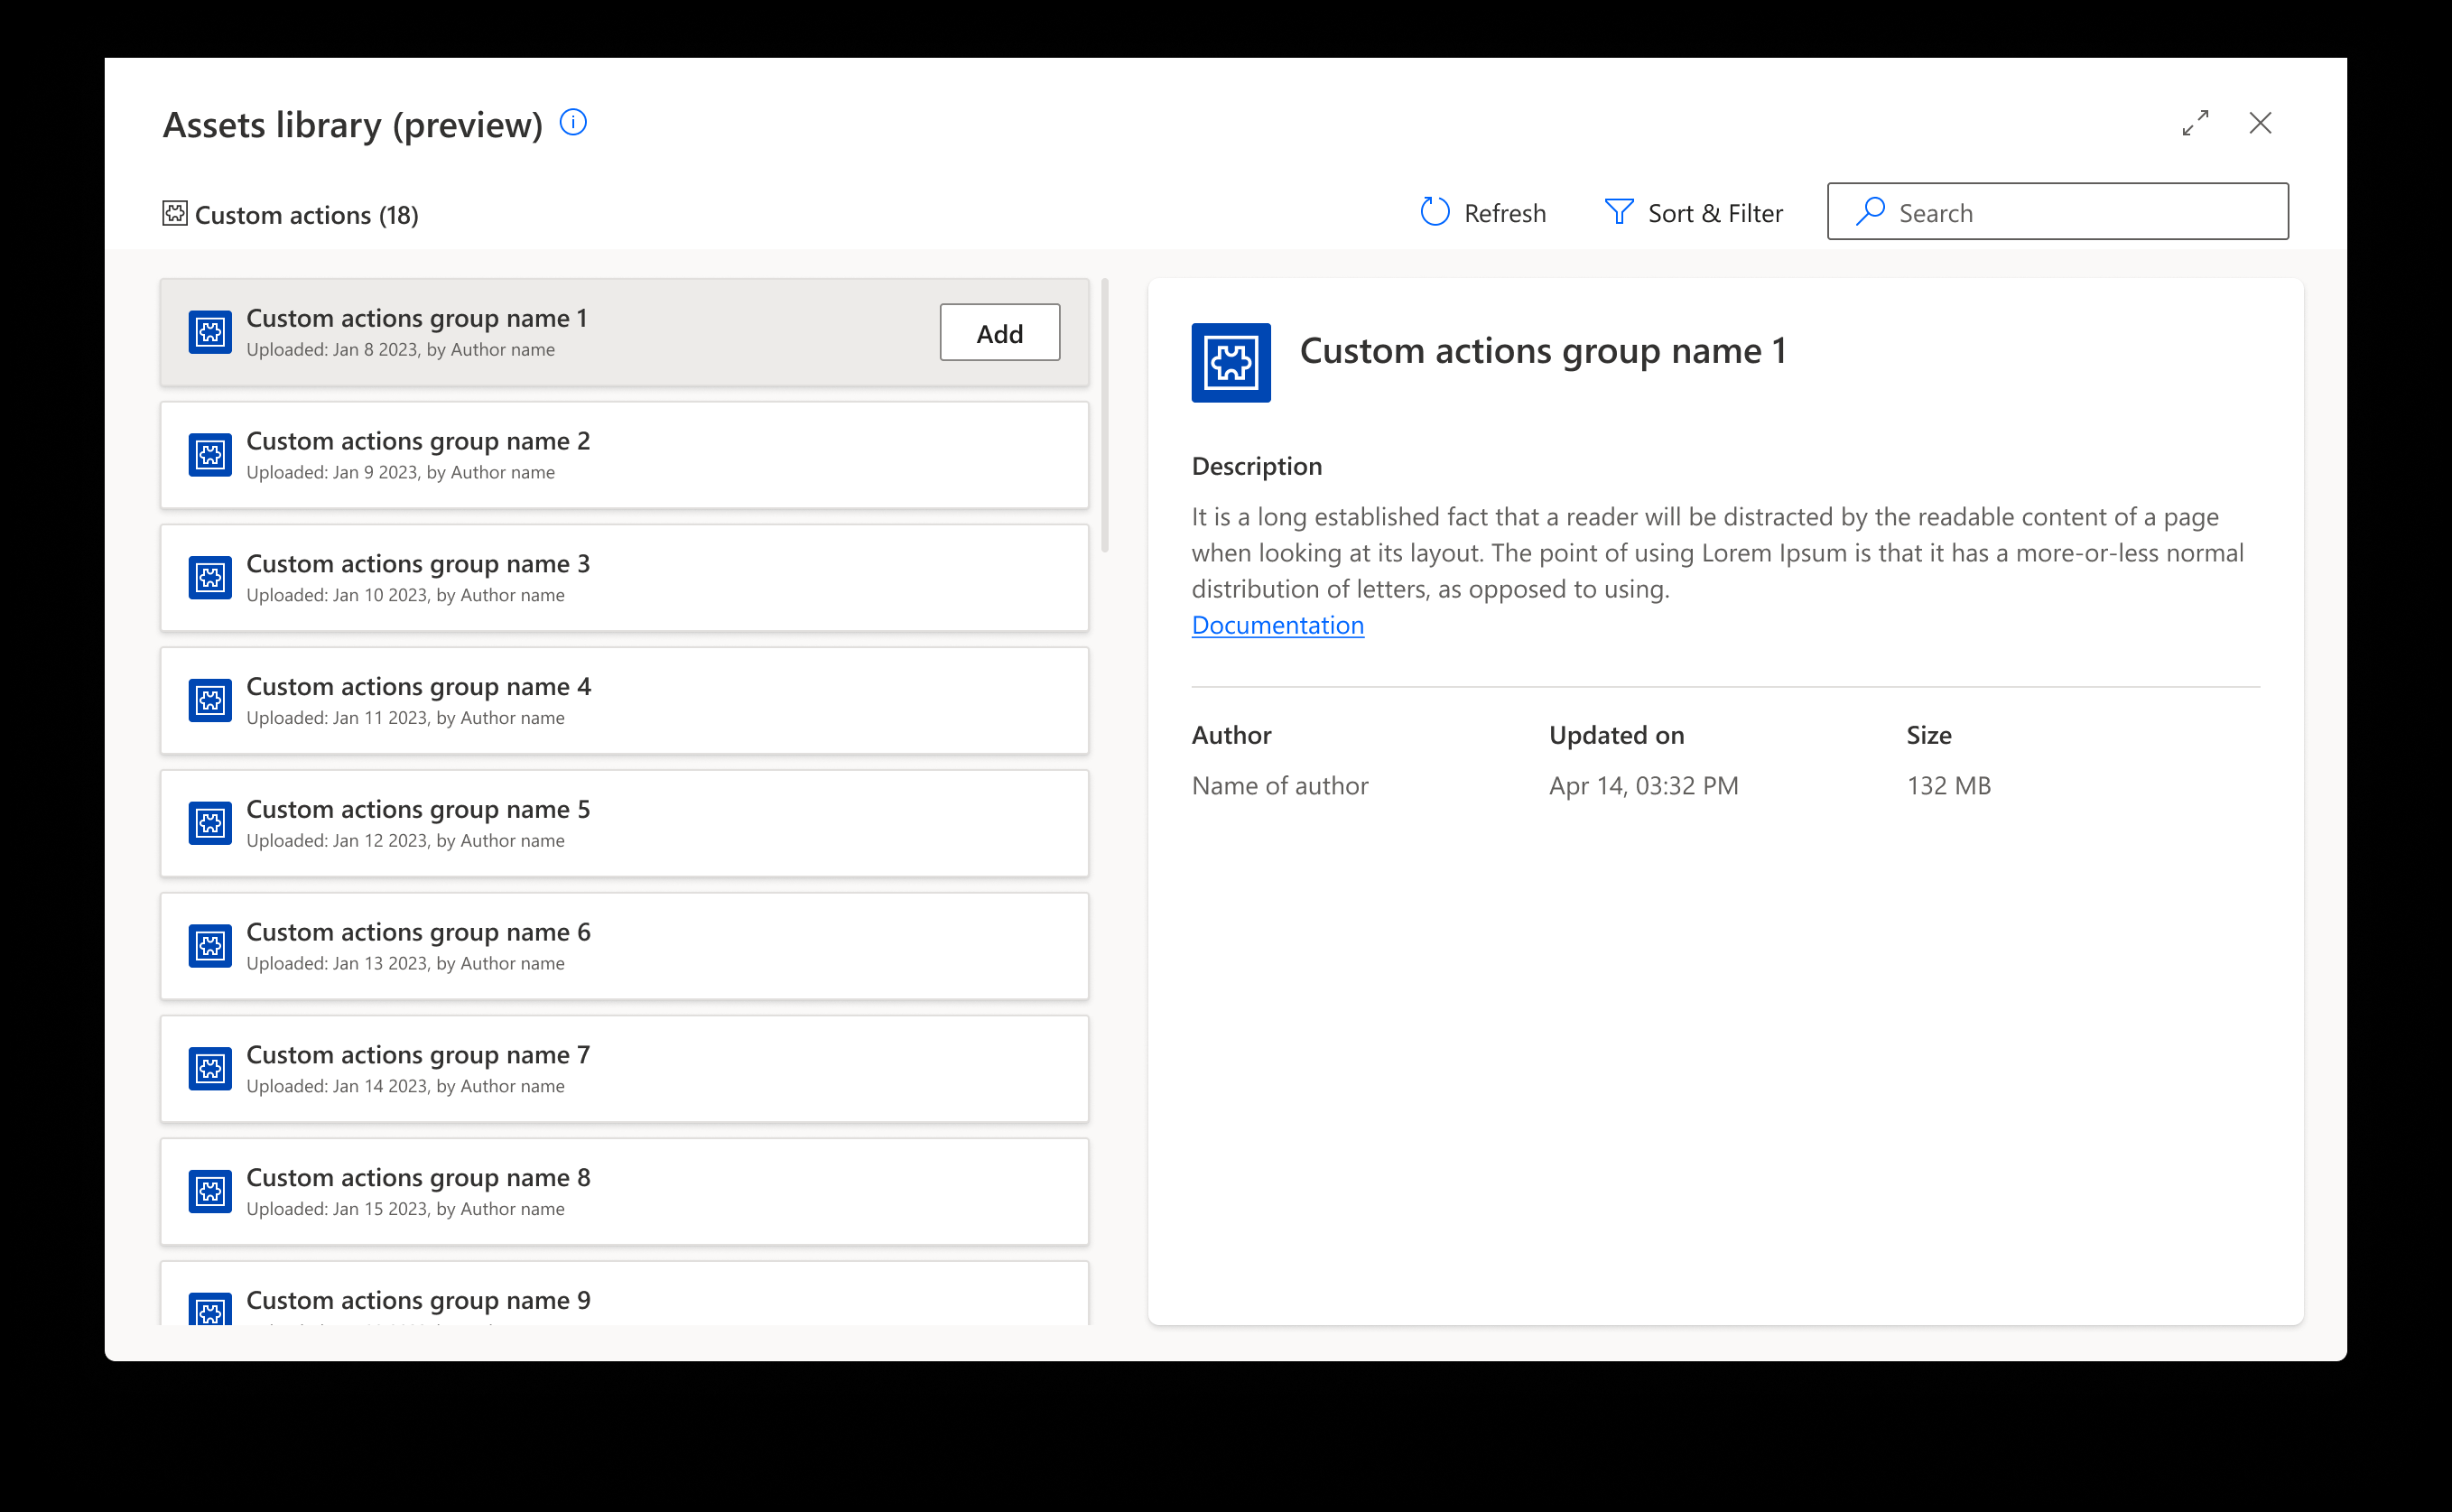 Assets library (preview)
Custom actions (18)
Refresh
Sort & Filter
Search
Custom actions group name 1
Uploaded: Jan 8 2023, by Author name
Add
Custom actions group name 2
Uploaded: Jan 9 2023, by Author name
Custom actions group name 3
Uploaded: Jan 10 2023, by Author name
Custom actions group name 4
Uploaded: Jan 11 2023, by Author name
Custom actions group name 5
Uploaded: Jan 12 2023, by Author name
Custom actions group name 6
Uploaded: Jan 13 2023, by Author name
Custom actions group name 7
Uploaded: Jan 14 2023, by Author name
Custom actions group name 8
Uploaded: Jan 15 2023, by Author name
Custom actions group name 9
Custom actions group name 1
Description
It is a long established fact that a reader will be distracted by the readable content of a page
when looking at its layout. The point of using Lorem Ipsum is that it has a more-or-less normal
distribution of letters, as opposed to using.
Documentation
Author
Updated on
Size
Name of author
Apr 14, 03:32 PM
132 MB